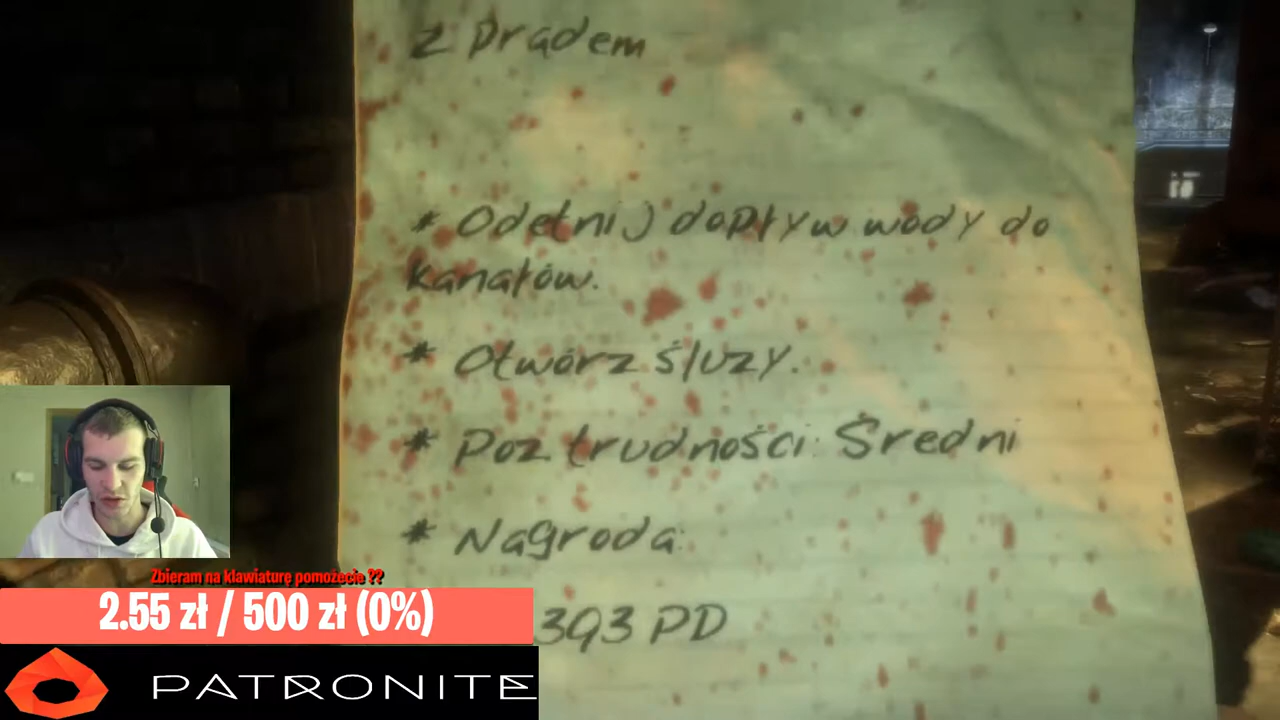 z Prądem
* Odetnij dopływ wody do
kanałów.
* Otwórz śluzy.
* Poz trudności: Średni
* Nagroda:
393 PD
Zbieram na klawiaturę pomożecie ??
2.55 zł / 500 zł (0%)
PATRONITE